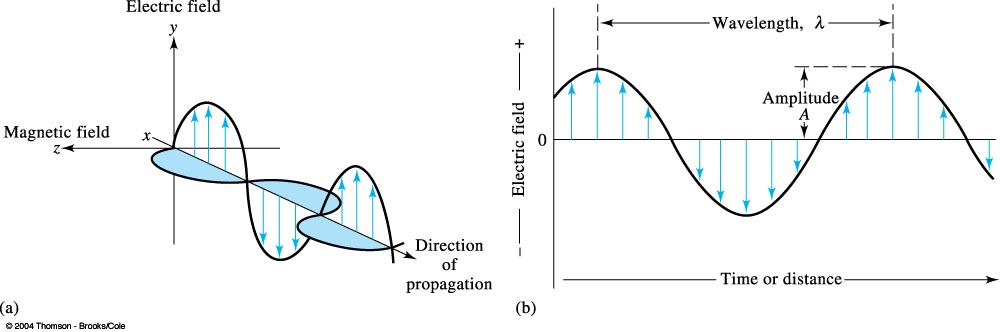 Electric field
y
Magnetic field
x
z
Direction
of
propagation
(a)
© 2004 Thomson - Brooks/Cole
Wavelength, λ
+
Amplitude
A
0
Electric field
–
Time or distance
(b)